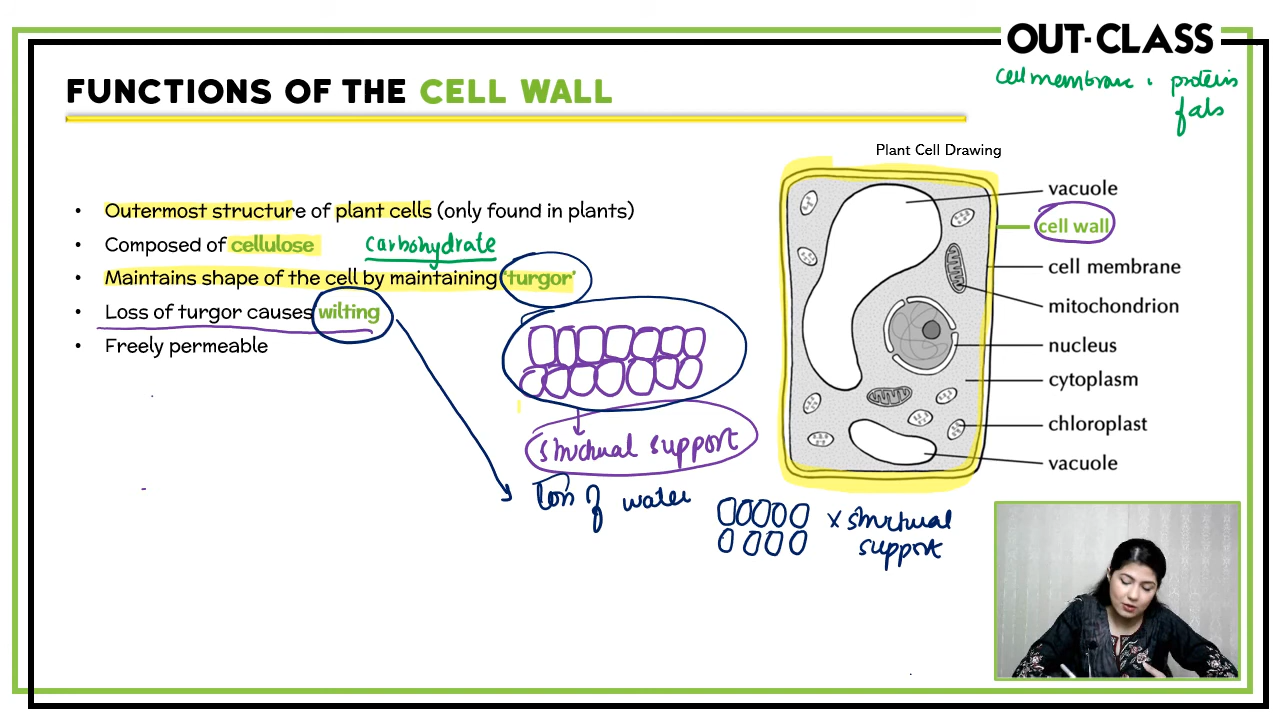 OUT-CLASS
cell membrane : proteins
fats
FUNCTIONS OF THE CELL WALL
Plant Cell Drawing
• Outermost structure of plant cells (only found in plants)
• Composed of cellulose carbohydrate
• Maintains shape of the cell by maintaining 'turgor'
• Loss of turgor causes wilting
• Freely permeable
structural support
loss of water
x structural
support
vacuole
cell wall
cell membrane
mitochondrion
nucleus
cytoplasm
chloroplast
vacuole